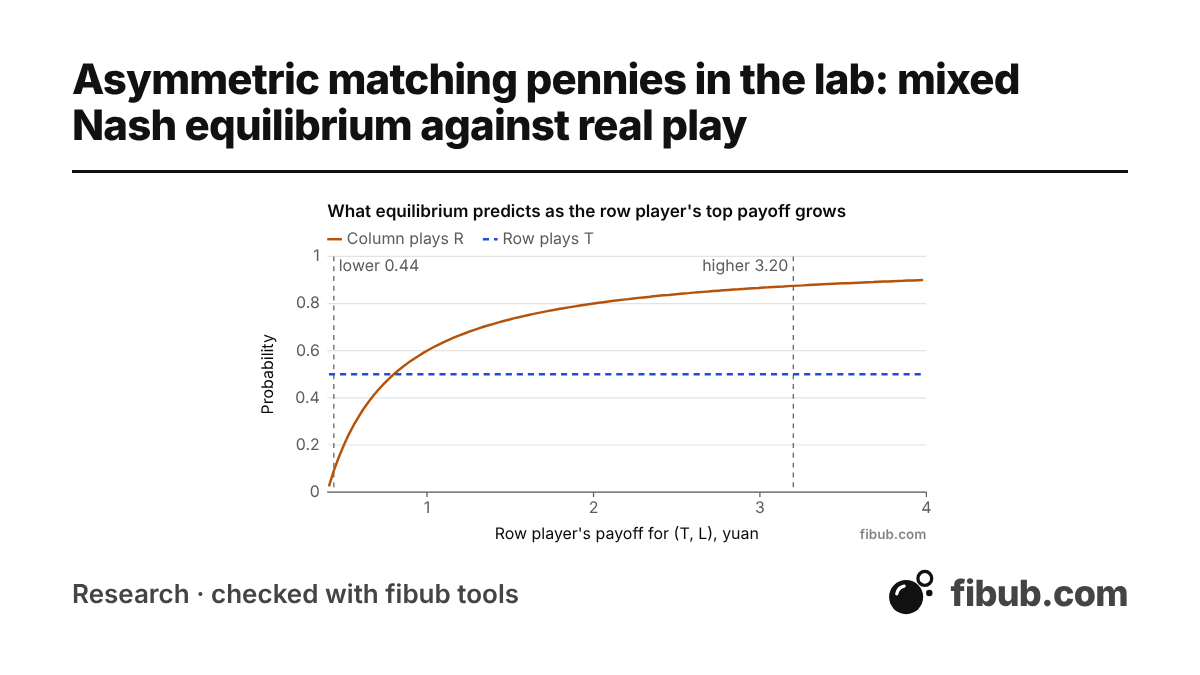 Asymmetric matching pennies in the lab: mixed
Nash equilibrium against real play
What equilibrium predicts as the row player's top payoff grows
Column plays R
Row plays T
1
lower 0.44
higher 3.20
0.8
0.6
0.4
0.2
0
Probability
1
2
3
4
Row player's payoff for (T, L), yuan
fibub.com
Research · checked with fibub tools
fibub.com